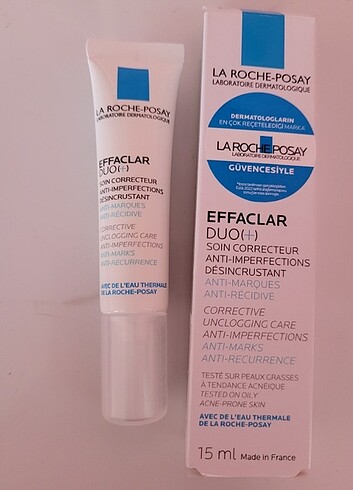 LA ROCHE-POSAY
LABORATOIRE DERMATOLOGIQUE
EFFACLAR
DUO(+)
SOIN CORRECTEUR
ANTI-IMPERFECTIONS
DÉSINCRUSTANT
ANTI-MARQUES
ANTI-RÉCIDIVE
CORRECTIVE
UNCLOGGING CARE
ANTI-IMPERFECTIONS
ANTI-MARKS
ANTI-RECURRENCE
AVEC DE L'EAU THERMALE
DE LA ROCHE-POSAY
LA ROCHE-POSAY
LABORATOIRE DERMATOLOGIQUE
DERMATOLOGLARIN
EN ÇOK REÇETELEDİĞİ MARKA
LA ROCHE POSAY
LABORATOIRE DERMATOLOGIQUE
GÜVENCESİYLE
EFFACLAR
DUO(+)
SOIN CORRECTEUR
ANTI-IMPERFECTIONS
DÉSINCRUSTANT
ANTI-MARQUES
ANTI-RÉCIDIVE
CORRECTIVE
UNCLOGGING CARE
ANTI-IMPERFECTIONS
ANTI-MARKS
ANTI-RECURRENCE
TESTÉ SUR PEAUX GRASSES
À TENDANCE ACNÉIQUE
TESTED ON OILY
ACNE-PRONE SKIN
AVEC DE L'EAU THERMALE
DE LA ROCHE-POSAY
15 ml Made in France